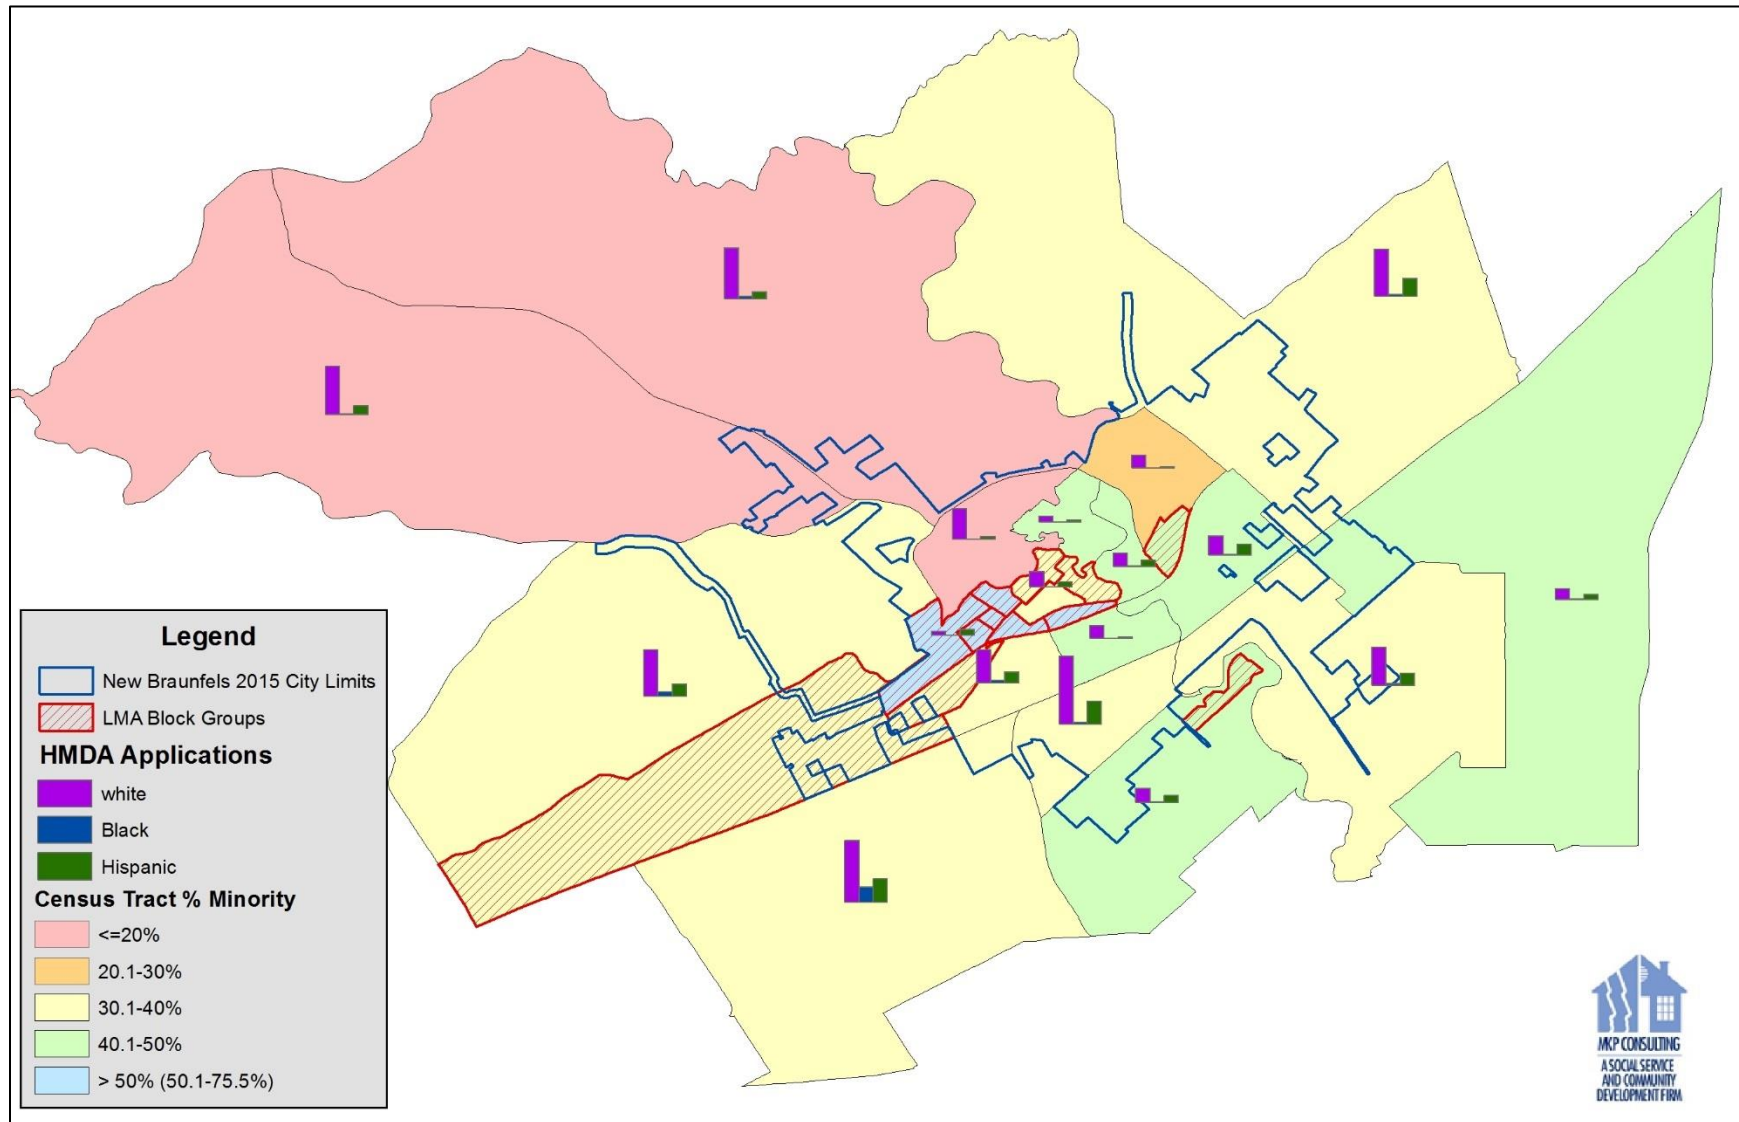 Legend
New Braunfels 2015 City Limits
LMA Block Groups
HMDA Applications
white
Black
Hispanic
Census Tract % Minority
<=20%
20.1-30%
30.1-40%
40.1-50%
> 50% (50.1-75.5%)
MKP CONSULTING
A SOCIAL SERVICE
AND COMMUNITY
DEVELOPMENT FIRM